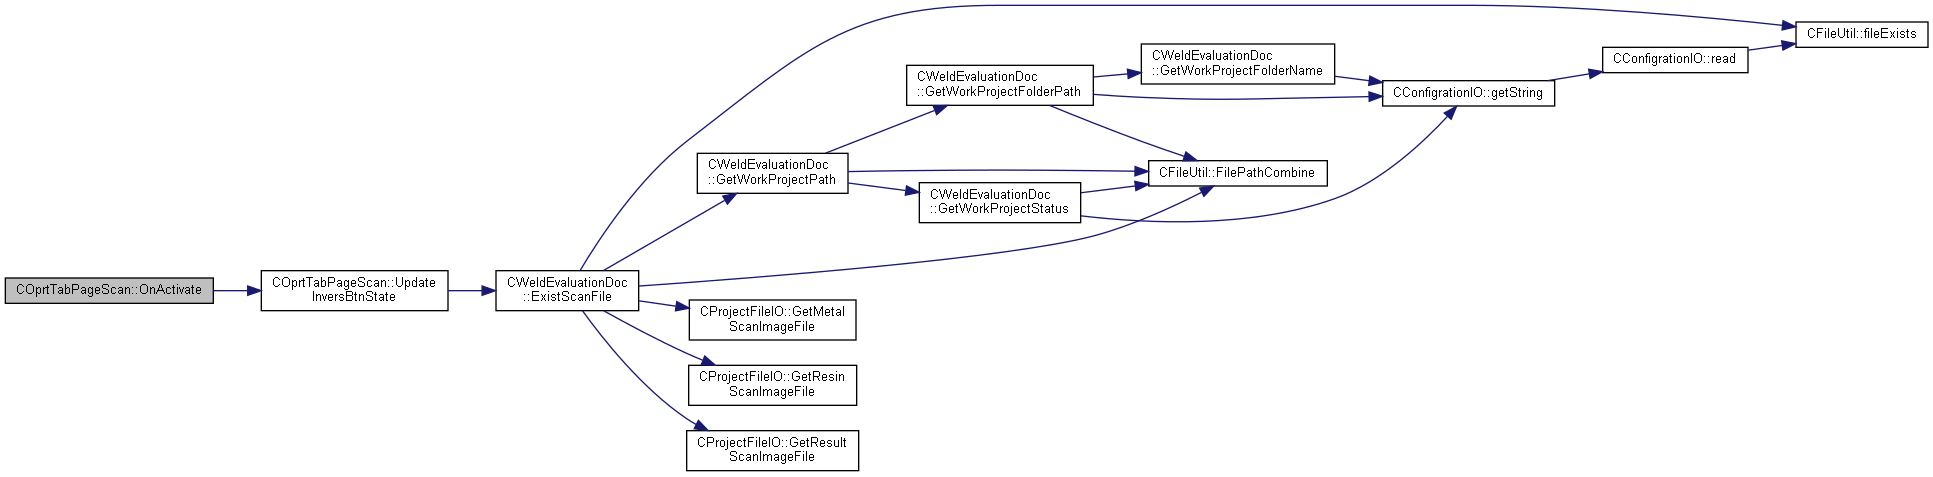 COprtTabPageScan::OnActivate
COprtTabPageScan::Update
InversBtnState
CWeldEvaluationDoc
::ExistScanFile
CWeldEvaluationDoc
::GetWorkProjectPath
CWeldEvaluationDoc
::GetWorkProjectFolderPath
CWeldEvaluationDoc
::GetWorkProjectFolderName
CConfigrationIO::getString
CConfigrationIO::read
CFileUtil::fileExists
CFileUtil::FilePathCombine
CWeldEvaluationDoc
::GetWorkProjectStatus
CProjectFileIO::GetMetal
ScanImageFile
CProjectFileIO::GetResin
ScanImageFile
CProjectFileIO::GetResult
ScanImageFile